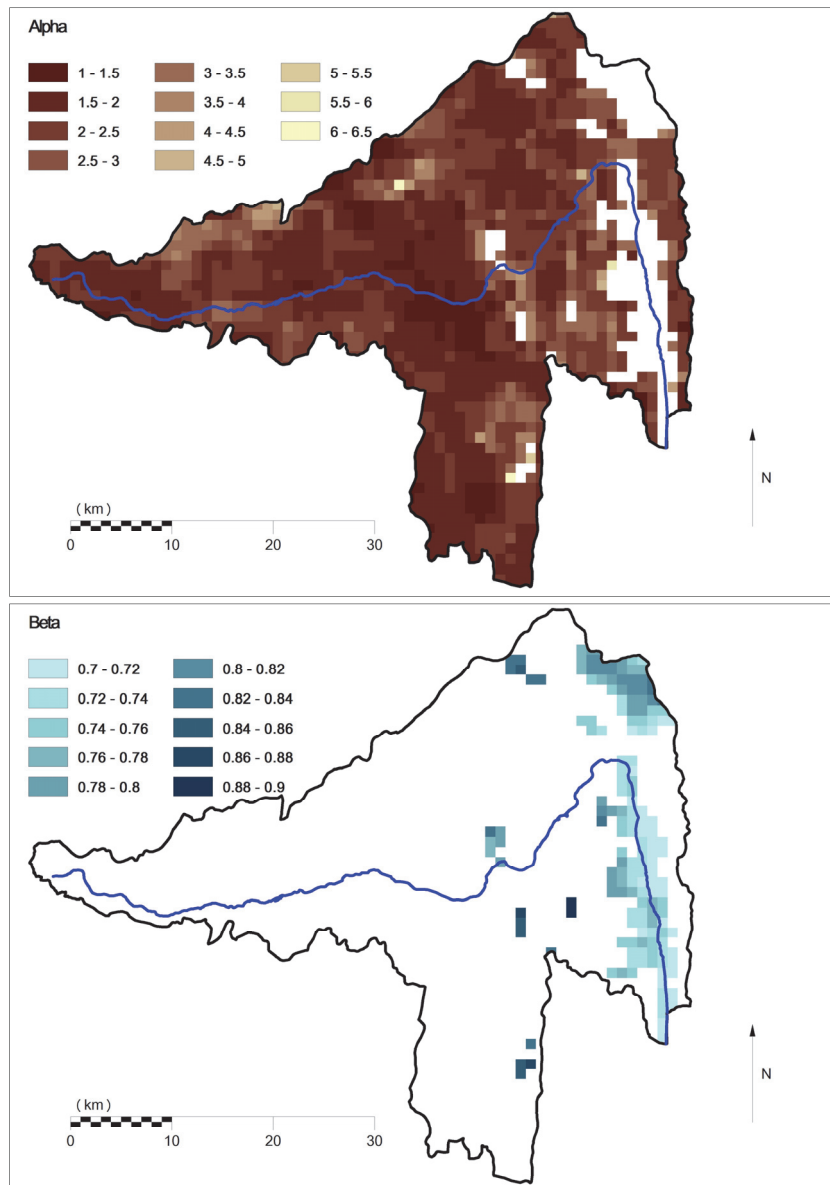 Alpha
1 - 1.5 3 - 3.5 5 - 5.5
1.5 - 2 3.5 - 4 5.5 - 6
2 - 2.5 4 - 4.5 6 - 6.5
2.5 - 3 4.5 - 5
N
( km )
0 10 20 30
Beta
0.7 - 0.72 0.8 - 0.82
0.72 - 0.74 0.82 - 0.84
0.74 - 0.76 0.84 - 0.86
0.76 - 0.78 0.86 - 0.88
0.78 - 0.8 0.88 - 0.9
N
( km )
0 10 20 30